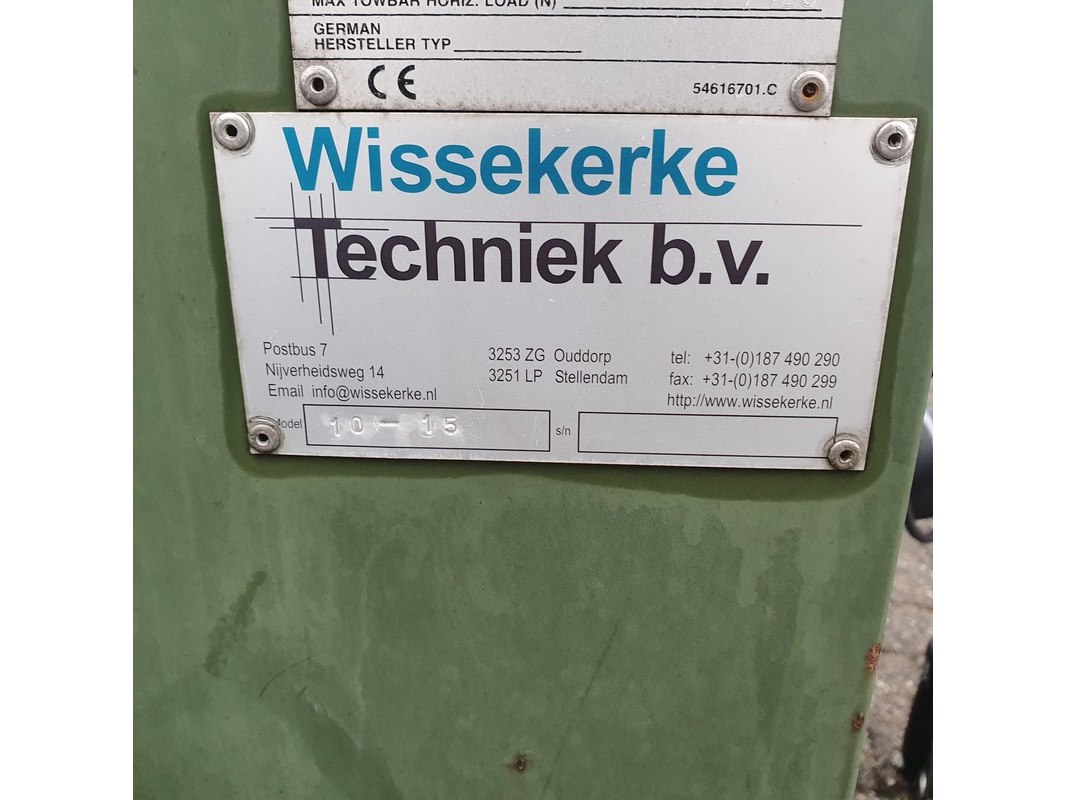 MAX TOWBAR HORIZ. LOAD (N)
GERMAN
HERSTELLER TYP
CE
54616701.C
Wissekerke
Techniek b.v.
Postbus 7 3253 ZG Ouddorp tel: +31-(0)187 490 290
Nijverheidsweg 14 3251 LP Stellendam fax: +31-(0)187 490 299
Email info@wissekerke.nl http://www.wissekerke.nl
Model 10-15 s/n